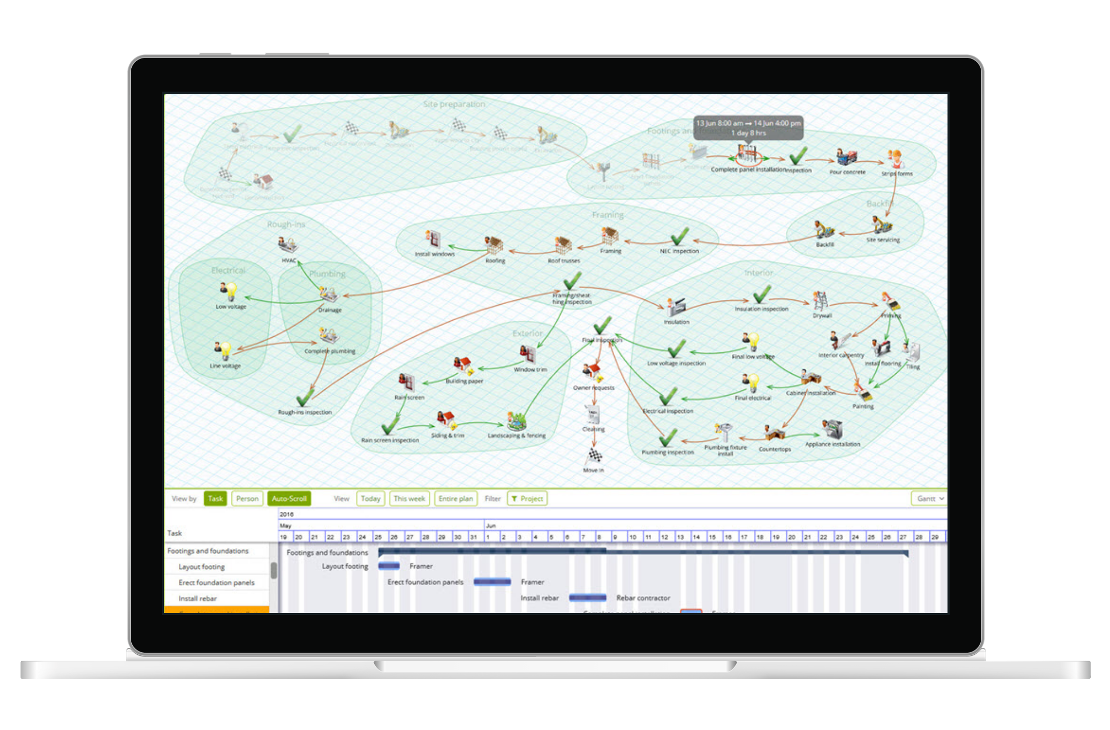 Site preparation
13 Jun 8:00 am → 14 Jun 4:00 pm
1 day 8 hrs
Footings and
Complete panel installation
Inspection
Pour concrete
Strips forms
Backfill
Backfill
Site servicing
Framing
Install windows
Roofing
Roof trusses
Framing
NEC inspection
Rough-ins
HVAC
Electrical
Low voltage
Line voltage
Plumbing
Drainage
Complete plumbing
Rough-ins inspection
Framing/sheat
hing inspection
Interior
Insulation
Insulation inspection
Drywall
Priming
Interior carpentry
Install flooring
Tiling
Low voltage inspection
Final low voltage
Electrical inspection
Final electrical
Cabinet installation
Painting
Plumbing inspection
Plumbing fixture
install
Countertops
Appliance installation
Exterior
Window trim
Building paper
Rain screen
Rain screen inspection
Siding & trim
Landscaping & fencing
Final inspection
Owner requests
Cleaning
Move in
View by Task Person Auto-Scroll View Today This week Entire plan Filter Project Gantt
2016
May Jun
Task
19 20 21 22 23 24 25 26 27 28 29 30 31 1 2 3 4 5 6 7 8 9 10 11 12 13 14 15 16 17 18 19 20 21 22 23 24 25 26 27 28 29
Footings and foundations Footings and foundations
Layout footing Layout footing Framer
Erect foundation panels Erect foundation panels Framer
Install rebar Install rebar Rebar contractor